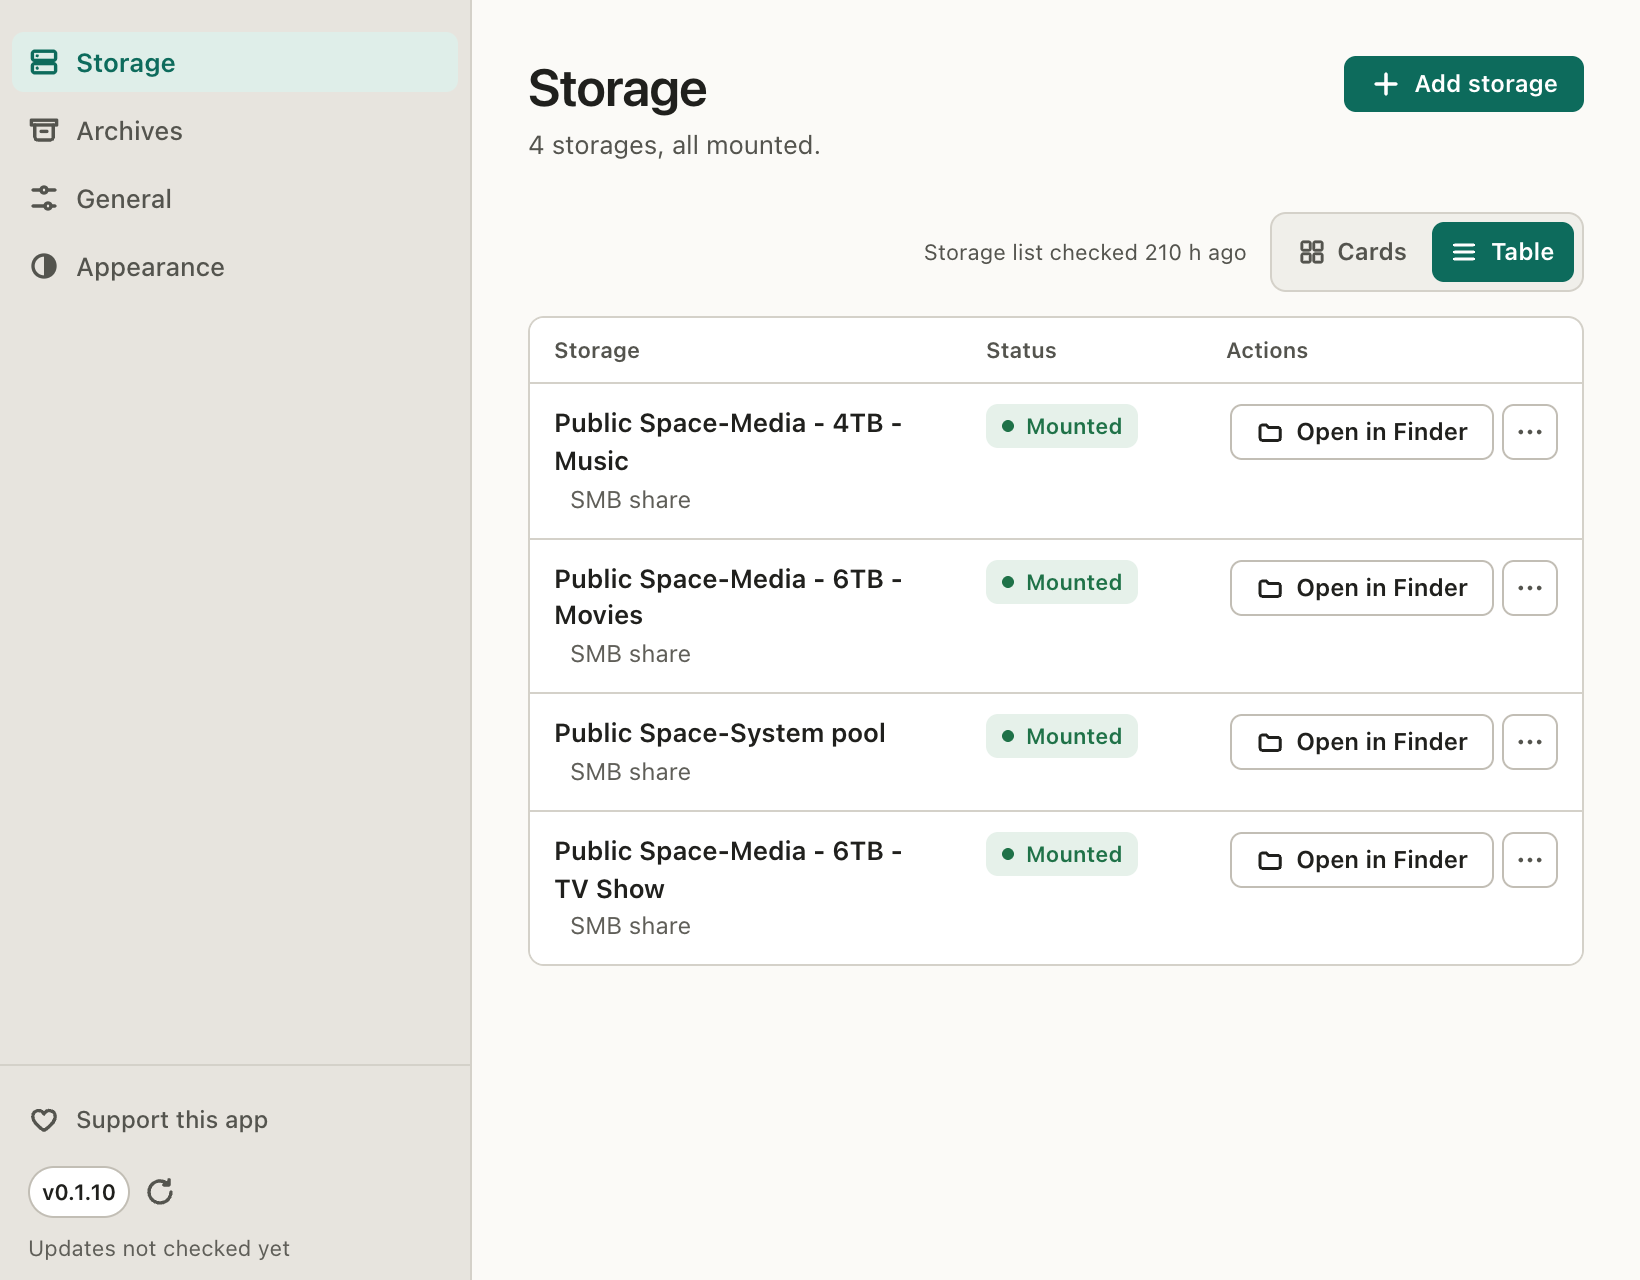 Storage
Archives
General
Appearance
Support this app
v0.1.10
Updates not checked yet
Storage
4 storages, all mounted.
Add storage
Storage list checked 210 h ago
Cards
Table
Storage
Status
Actions
Public Space-Media - 4TB -
Music
SMB share
Mounted
Open in Finder
Public Space-Media - 6TB -
Movies
SMB share
Mounted
Open in Finder
Public Space-System pool
SMB share
Mounted
Open in Finder
Public Space-Media - 6TB -
TV Show
SMB share
Mounted
Open in Finder